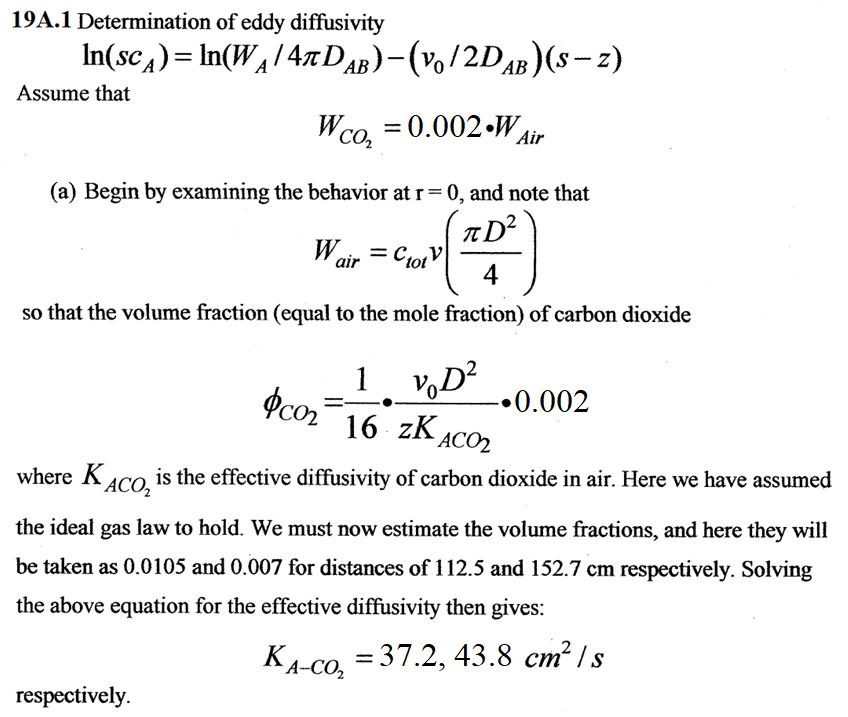 19A.1 Determination of eddy diffusivity
ln(sc_A) = ln(W_A / 4πD_AB) − (v_0 / 2D_AB)(s − z)
Assume that
W_CO₂ = 0.002•W_Air
(a) Begin by examining the behavior at r = 0, and note that
W_air = c_tot v (πD² / 4)
so that the volume fraction (equal to the mole fraction) of carbon dioxide
ϕ_CO₂ = 1/16 • v_0 D² / zK_ACO₂ •0.002
where K_ACO₂ is the effective diffusivity of carbon dioxide in air. Here we have assumed
the ideal gas law to hold. We must now estimate the volume fractions, and here they will
be taken as 0.0105 and 0.007 for distances of 112.5 and 152.7 cm respectively. Solving
the above equation for the effective diffusivity then gives:
K_A−CO₂ = 37.2, 43.8 cm² / s
respectively.